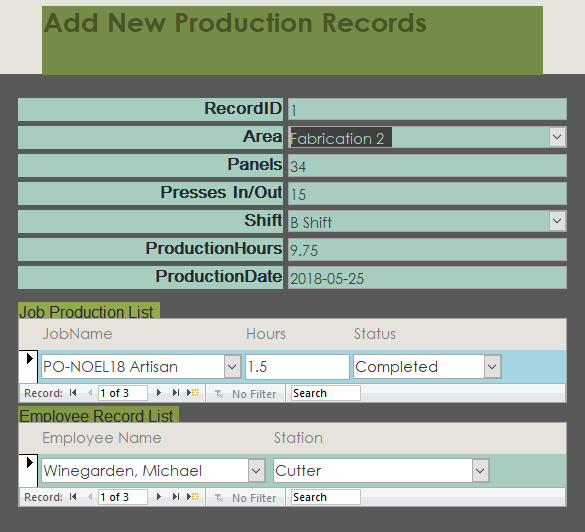 Add New Production Records
RecordID 1
Area Fabrication 2
Panels 34
Presses In/Out 15
Shift B Shift
ProductionHours 9.75
ProductionDate 2018-05-25
Job Production List
JobName Hours Status
PO-NOEL18 Artisan 1.5 Completed
Record: 1 of 3 No Filter Search
Employee Record List
Employee Name Station
Winegarden, Michael Cutter
Record: 1 of 3 No Filter Search